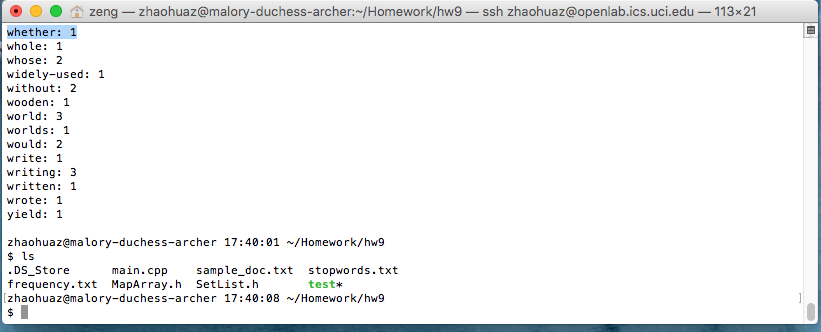 zeng — zhaohuaz@malory-duchess-archer:~/Homework/hw9 — ssh zhaohuaz@openlab.ics.uci.edu — 113×21
whether: 1
whole: 1
whose: 2
widely-used: 1
without: 2
wooden: 1
world: 3
worlds: 1
would: 2
write: 1
writing: 3
written: 1
wrote: 1
yield: 1
zhaohuaz@malory-duchess-archer 17:40:01 ~/Homework/hw9
$ ls
.DS_Store main.cpp sample_doc.txt stopwords.txt
frequency.txt MapArray.h SetList.h test*
[zhaohuaz@malory-duchess-archer 17:40:08 ~/Homework/hw9 ]
$